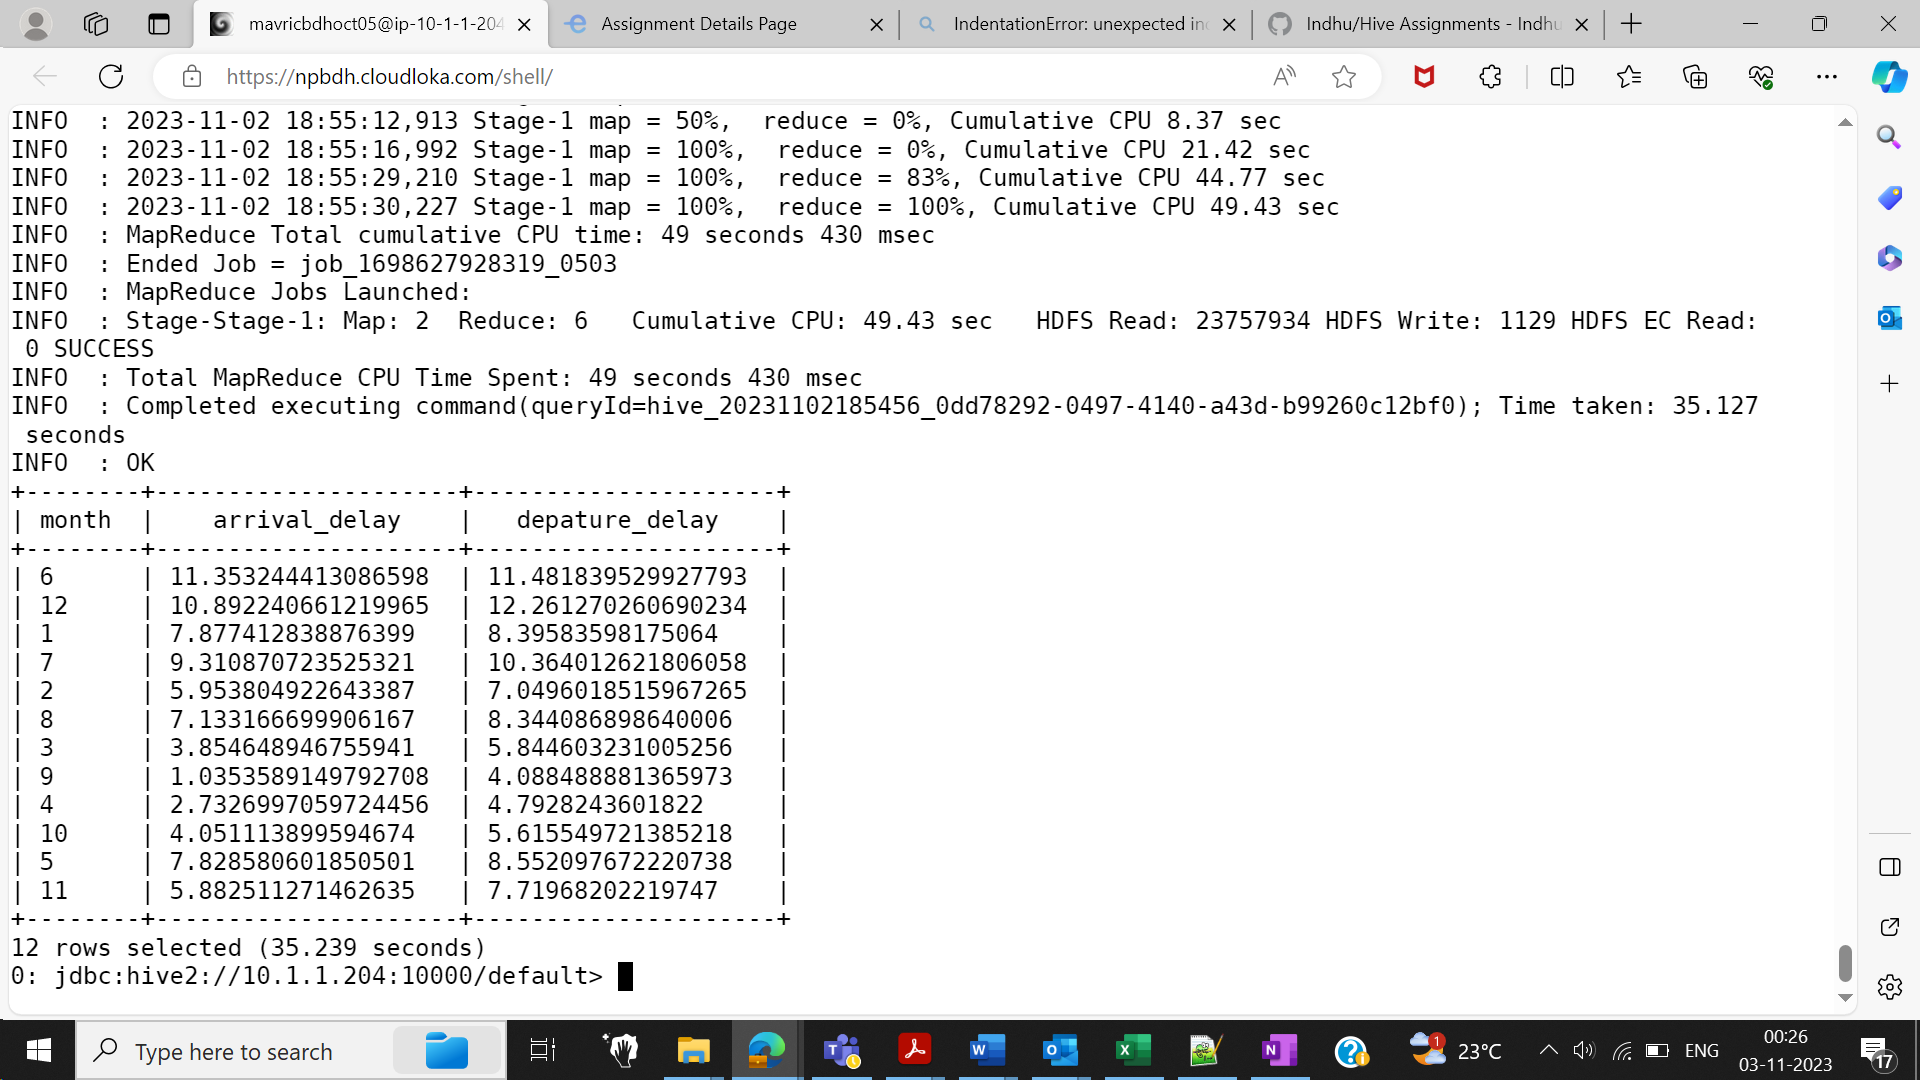 mavricbdhoct05@ip-10-1-1-204
Assignment Details Page
IndentationError: unexpected in
Indhu/Hive Assignments - Indhu
https://npbdh.cloudloka.com/shell/
INFO  : 2023-11-02 18:55:12,913 Stage-1 map = 50%,  reduce = 0%, Cumulative CPU 8.37 sec
INFO  : 2023-11-02 18:55:16,992 Stage-1 map = 100%,  reduce = 0%, Cumulative CPU 21.42 sec
INFO  : 2023-11-02 18:55:29,210 Stage-1 map = 100%,  reduce = 83%, Cumulative CPU 44.77 sec
INFO  : 2023-11-02 18:55:30,227 Stage-1 map = 100%,  reduce = 100%, Cumulative CPU 49.43 sec
INFO  : MapReduce Total cumulative CPU time: 49 seconds 430 msec
INFO  : Ended Job = job_1698627928319_0503
INFO  : MapReduce Jobs Launched:
INFO  : Stage-Stage-1: Map: 2  Reduce: 6   Cumulative CPU: 49.43 sec   HDFS Read: 23757934 HDFS Write: 1129 HDFS EC Read:
 0 SUCCESS
INFO  : Total MapReduce CPU Time Spent: 49 seconds 430 msec
INFO  : Completed executing command(queryId=hive_20231102185456_0dd78292-0497-4140-a43d-b99260c12bf0); Time taken: 35.127
 seconds
INFO  : OK
+--------+---------------------+---------------------+
| month  |    arrival_delay    |   depature_delay    |
+--------+---------------------+---------------------+
| 6      | 11.353244413086598  | 11.481839529927793  |
| 12     | 10.892240661219965  | 12.261270260690234  |
| 1      | 7.877412838876399   | 8.39583598175064    |
| 7      | 9.310870723525321   | 10.364012621806058  |
| 2      | 5.953804922643387   | 7.0496018515967265  |
| 8      | 7.133166699906167   | 8.344086898640006   |
| 3      | 3.854648946755941   | 5.844603231005256   |
| 9      | 1.0353589149792708  | 4.088488881365973   |
| 4      | 2.7326997059724456  | 4.7928243601822     |
| 10     | 4.051113899594674   | 5.615549721385218   |
| 5      | 7.828580601850501   | 8.552097672220738   |
| 11     | 5.882511271462635   | 7.71968202219747    |
+--------+---------------------+---------------------+
12 rows selected (35.239 seconds)
0: jdbc:hive2://10.1.1.204:10000/default>
Type here to search
1
23°C
ENG
00:26
03-11-2023
17